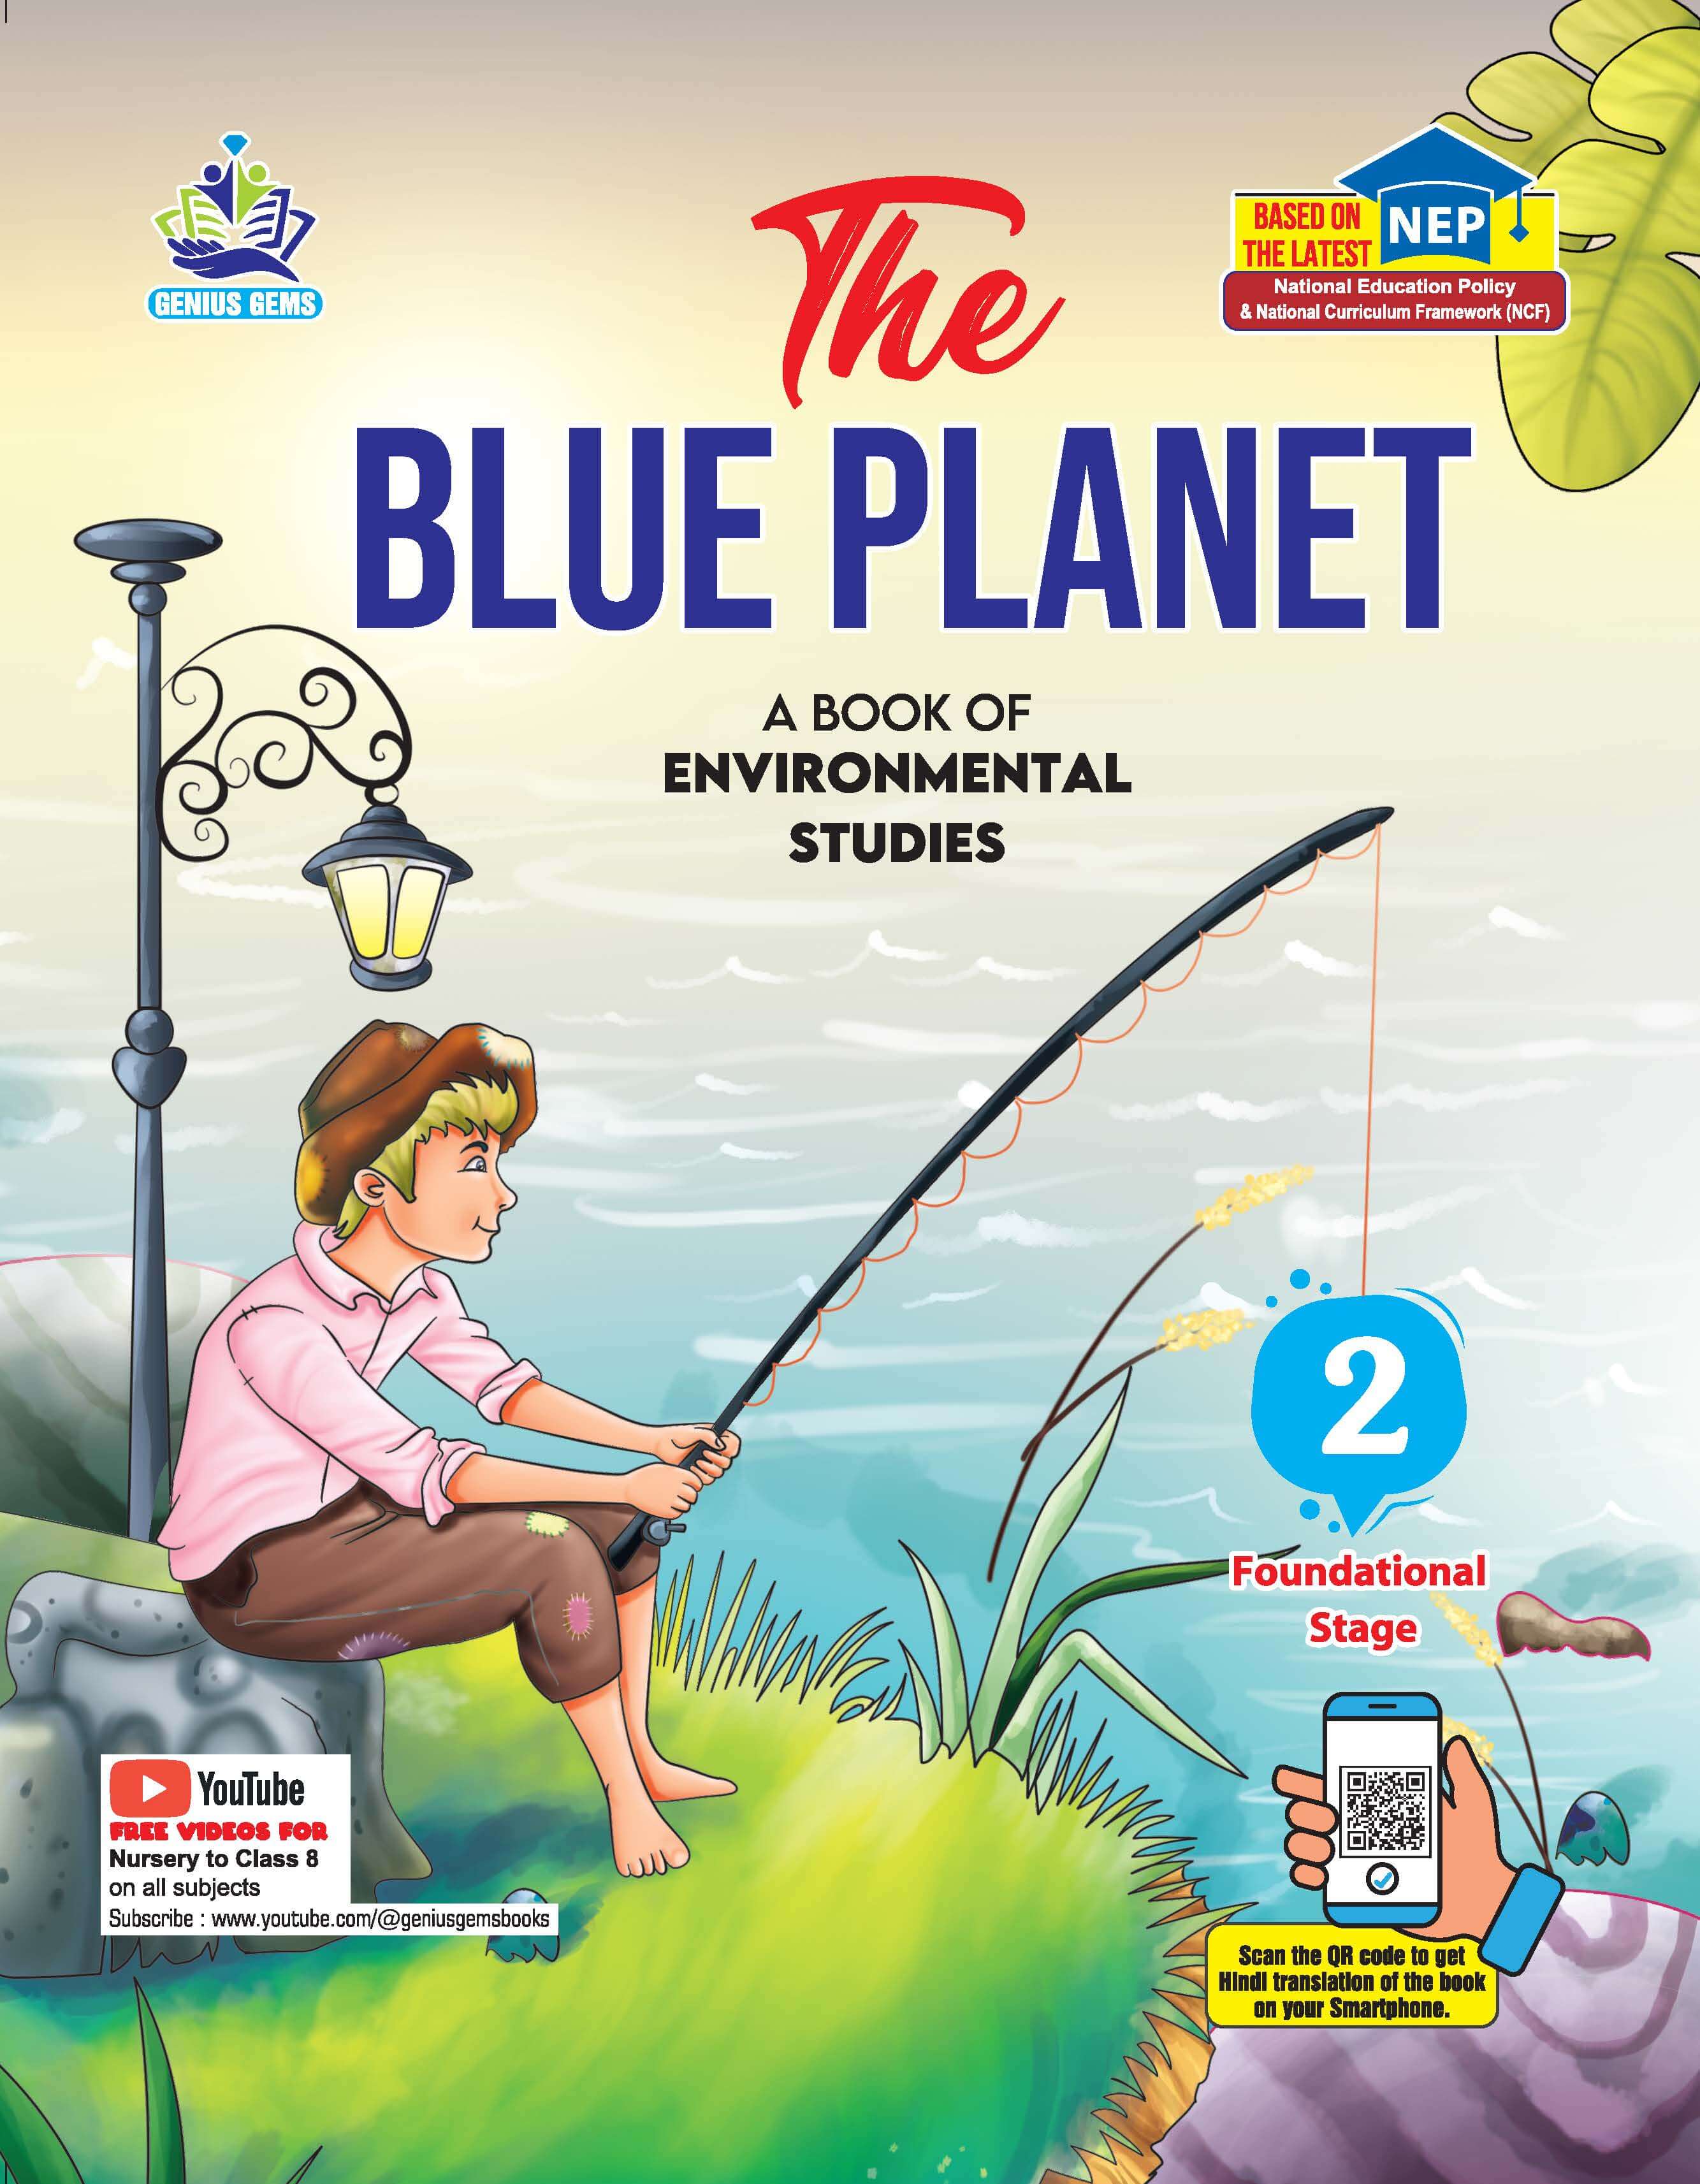 GENIUS GEMS
BASED ON
THE LATEST
NEP
National Education Policy
& National Curriculum Framework (NCF)
The
BLUE PLANET
A BOOK OF
ENVIRONMENTAL
STUDIES
2
Foundational
Stage
YouTube
FREE VIDEOS FOR
Nursery to Class 8
on all subjects
Subscribe : www.youtube.com/@geniusgemsbooks
Scan the QR code to get
Hindi translation of the book
on your Smartphone.